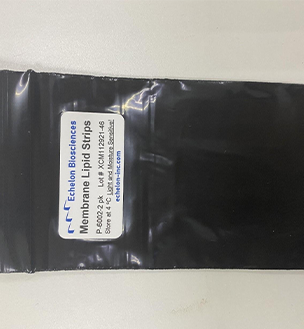 Echelon Biosciences
Membrane Lipid Strips
P-6002-2 pk Lot # XCM112921-46
Store at 4 ºC Light and Moisture Sensitive!
echelon-inc.com